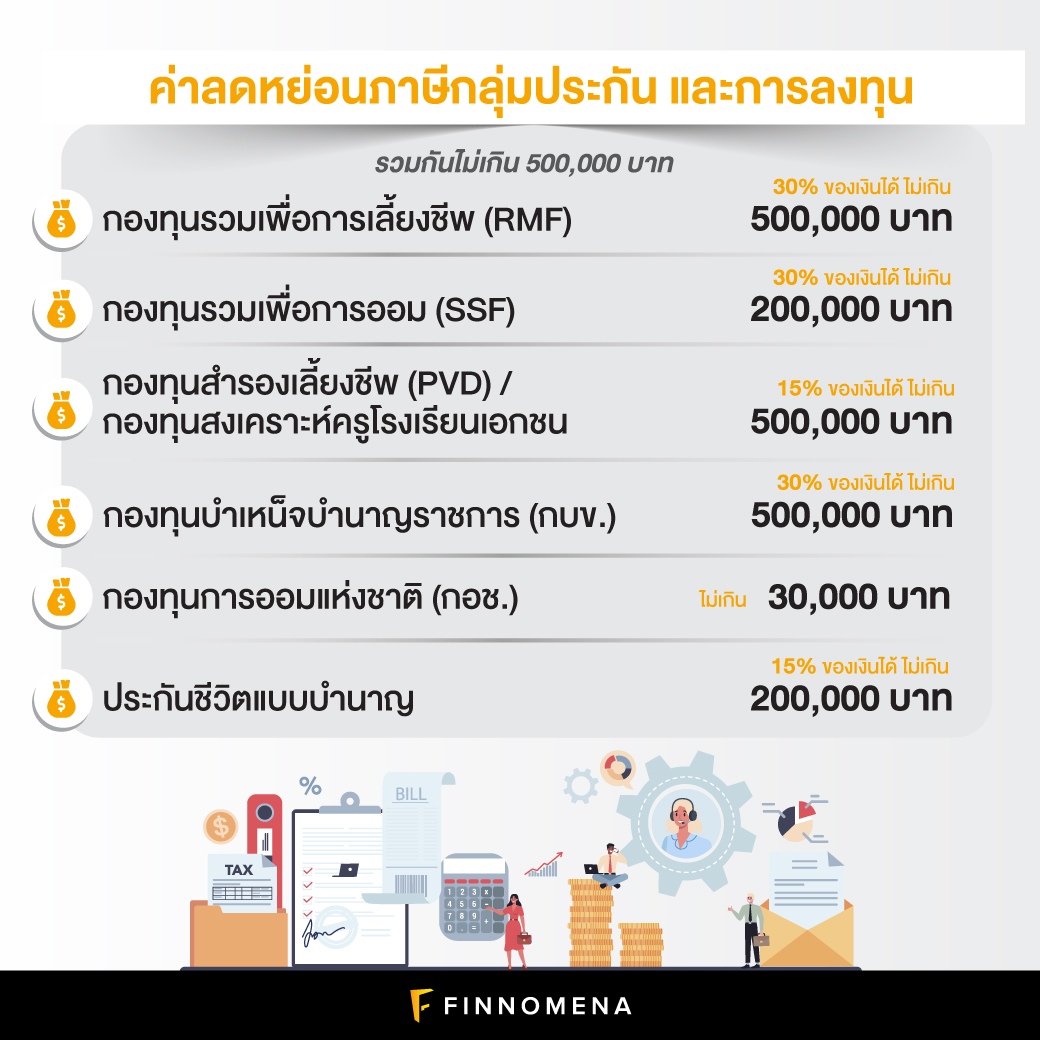 ค่าลดหย่อนภาษีกลุ่มประกัน และการลงทุน
รวมกันไม่เกิน 500,000 บาท
30% ของเงินได้ ไม่เกิน
กองทุนรวมเพื่อการเลี้ยงชีพ (RMF)
500,000 บาท
30% ของเงินได้ ไม่เกิน
กองทุนรวมเพื่อการออม (SSF)
200,000 บาท
กองทุนสำรองเลี้ยงชีพ (PVD) /
15% ของเงินได้ ไม่เกิน
กองทุนสงเคราะห์ครูโรงเรียนเอกชน
500,000 บาท
30% ของเงินได้ ไม่เกิน
กองทุนบำเหน็จบำนาญราชการ (กบข.)
500,000 บาท
กองทุนการออมแห่งชาติ (กอช.)
ไม่เกิน 30,000 บาท
15% ของเงินได้ ไม่เกิน
ประกันชีวิตแบบบำนาญ
200,000 บาท
%
BILL
$
TAX
1 2 3 ×
4 5 6 -
7 8 9 +
0 . =
FINNOMENA